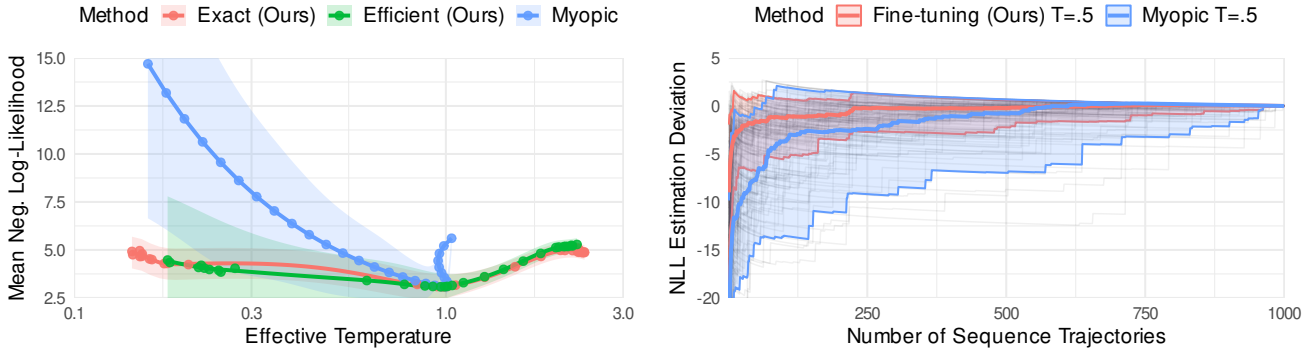 Method Exact (Ours) Efficient (Ours) Myopic
15.0
12.5
10.0
7.5
5.0
2.5
0.1 0.3 1.0 3.0
Mean Neg. Log-Likelihood
Effective Temperature
Method Fine-tuning (Ours) T=.5 Myopic T=.5
5
0
-5
-10
-15
-20
250 500 750 1000
NLL Estimation Deviation
Number of Sequence Trajectories